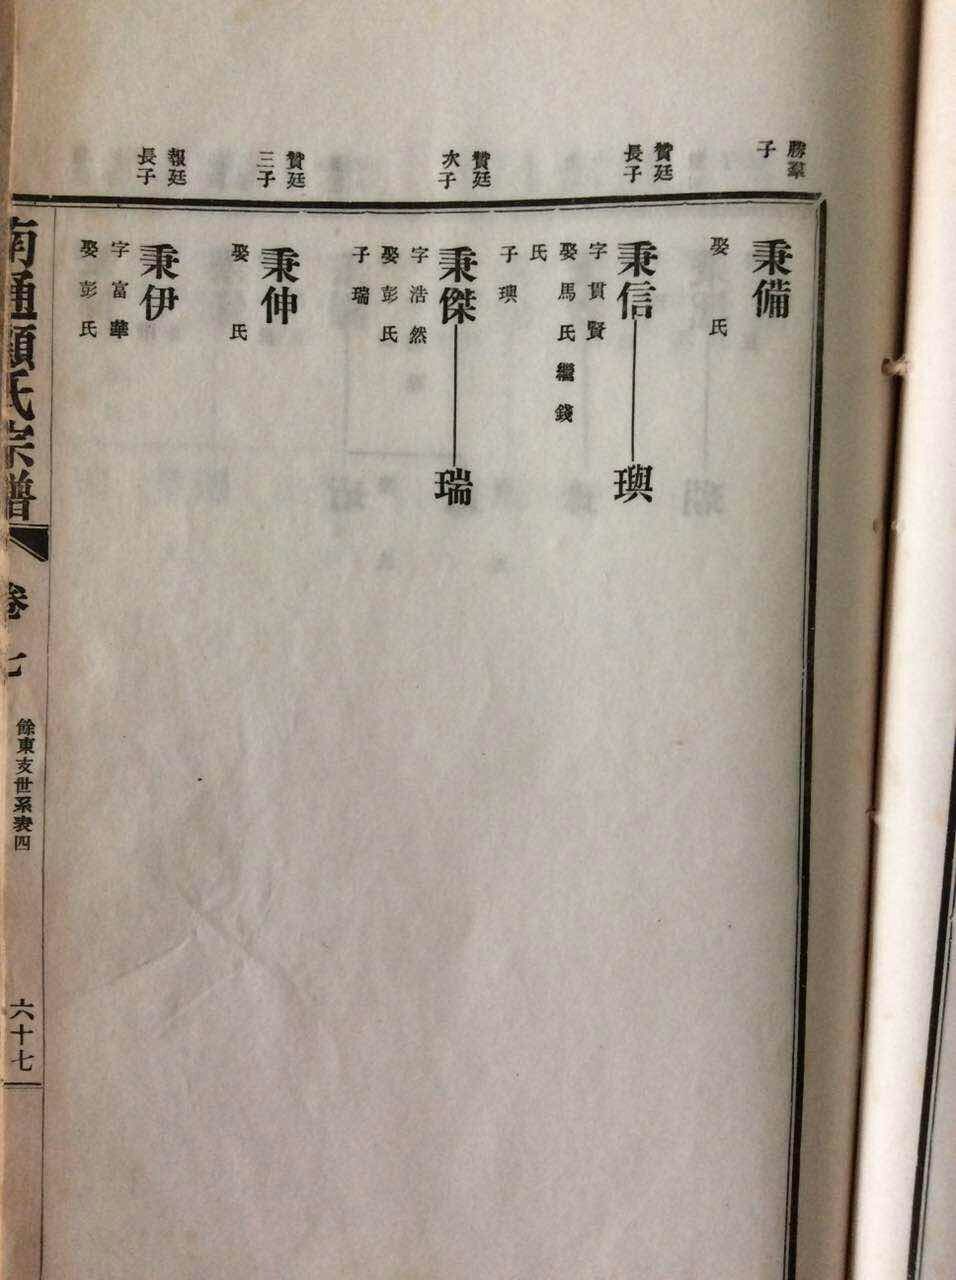 勝羣
子
秉備
娶　氏
贊廷
長子
秉信
字貫賢
娶馬氏繼錢
氏
子璵
璵
贊廷
次子
秉傑
字浩然
娶彭氏
子瑞
瑞
贊廷
三子
秉伸
娶　氏
報廷
長子
秉伊
字富華
娶彭氏
南通顧氏宗譜
卷七
餘東支世系表四
六十七